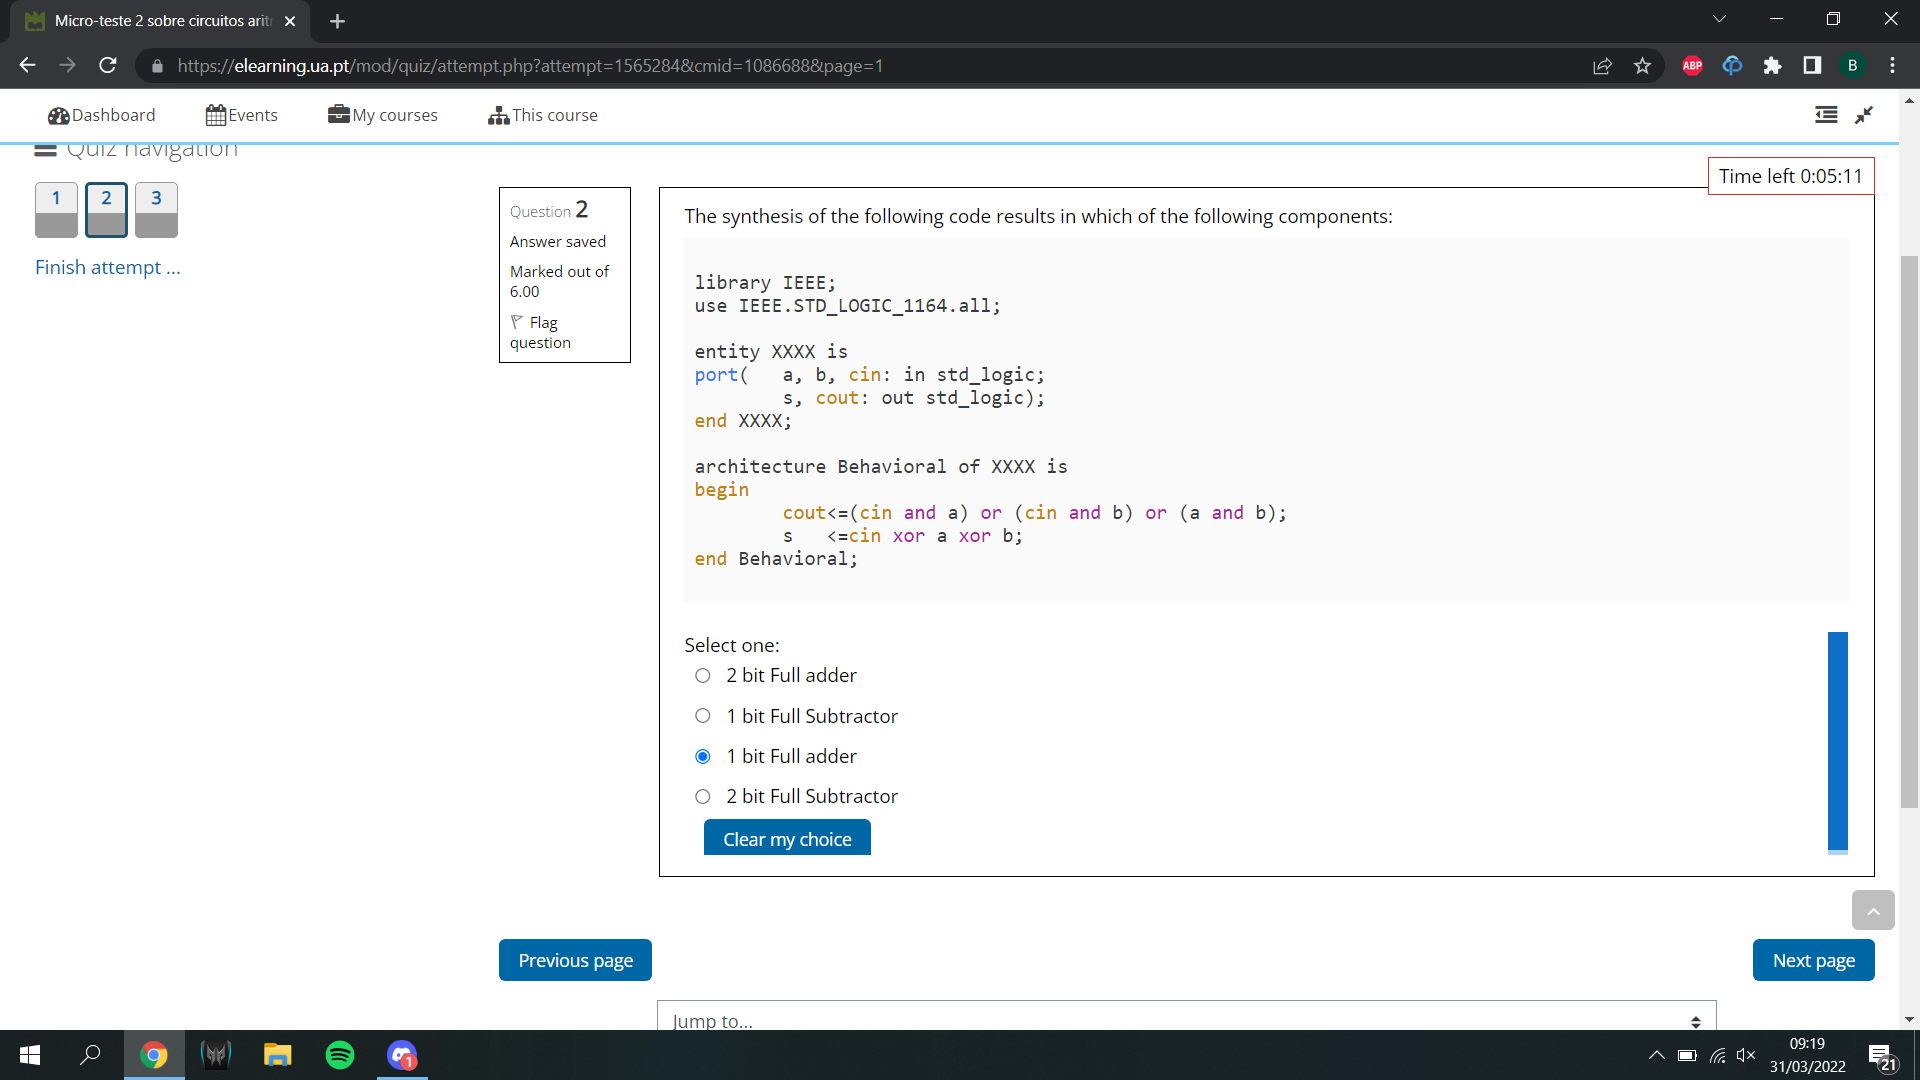 Micro-teste 2 sobre circuitos arit
https://elearning.ua.pt/mod/quiz/attempt.php?attempt=1565284&cmid=1086688&page=1
ABP
B
Dashboard
Events
My courses
This course
Quiz navigation
1
2
3
Finish attempt ...
Time left 0:05:11
Question 2
Answer saved
Marked out of
6.00
Flag
question
The synthesis of the following code results in which of the following components:
library IEEE;
use IEEE.STD_LOGIC_1164.all;
entity XXXX is
port(   a, b, cin: in std_logic;
        s, cout: out std_logic);
end XXXX;
architecture Behavioral of XXXX is
begin
        cout<=(cin and a) or (cin and b) or (a and b);
        s   <=cin xor a xor b;
end Behavioral;
Select one:
2 bit Full adder
1 bit Full Subtractor
1 bit Full adder
2 bit Full Subtractor
Clear my choice
Previous page
Next page
Jump to...
1
09:19
31/03/2022
21